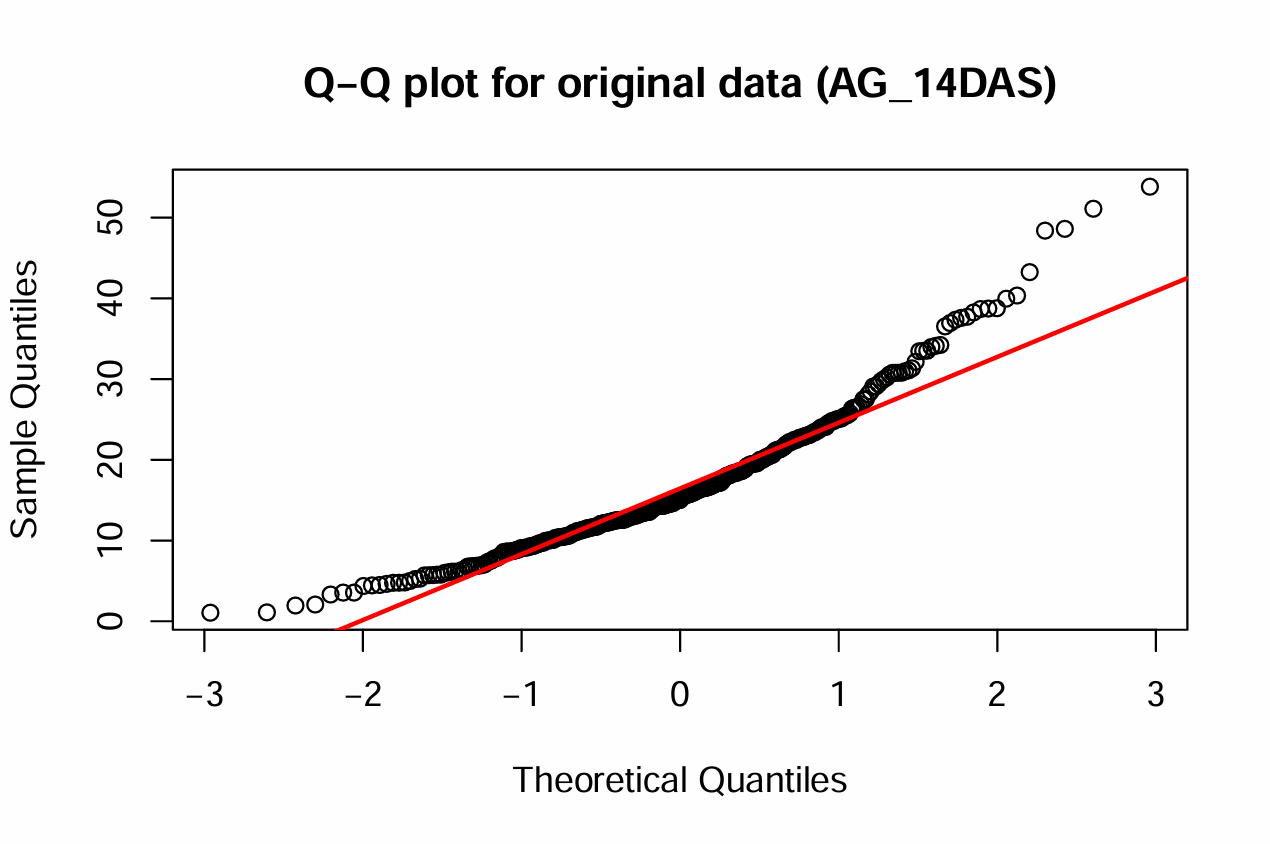 Q−Q plot for original data (AG_14DAS)
Sample Quantiles
50
40
30
20
10
0
−3 −2 −1 0 1 2 3
Theoretical Quantiles